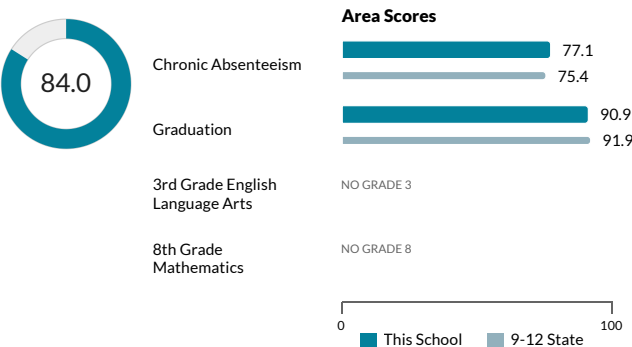 Area Scores
84.0
Chronic Absenteeism
77.1
75.4
Graduation
90.9
91.9
3rd Grade English
Language Arts
NO GRADE 3
8th Grade
Mathematics
NO GRADE 8
0
100
This School
9-12 State